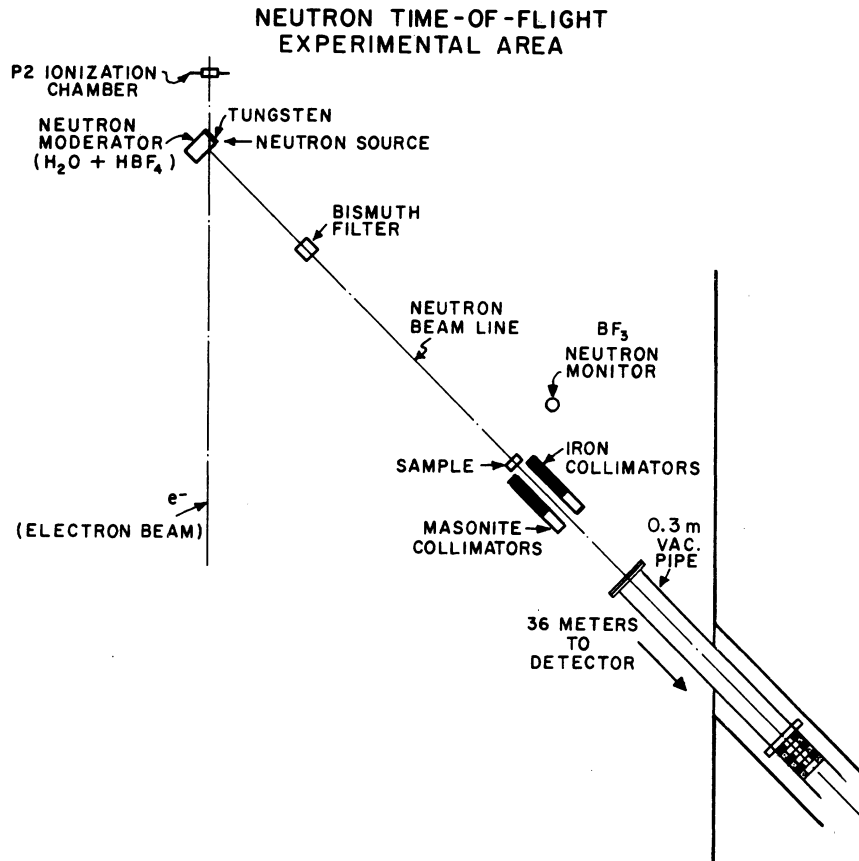 NEUTRON TIME-OF-FLIGHT
EXPERIMENTAL AREA
P2 IONIZATION
CHAMBER
TUNGSTEN
NEUTRON
MODERATOR
(H₂O + HBF₄)
NEUTRON SOURCE
BISMUTH
FILTER
NEUTRON
BEAM LINE
BF₃
NEUTRON
MONITOR
SAMPLE
IRON
COLLIMATORS
e⁻
(ELECTRON BEAM)
MASONITE
COLLIMATORS
0.3 m
VAC.
PIPE
36 METERS
TO
DETECTOR